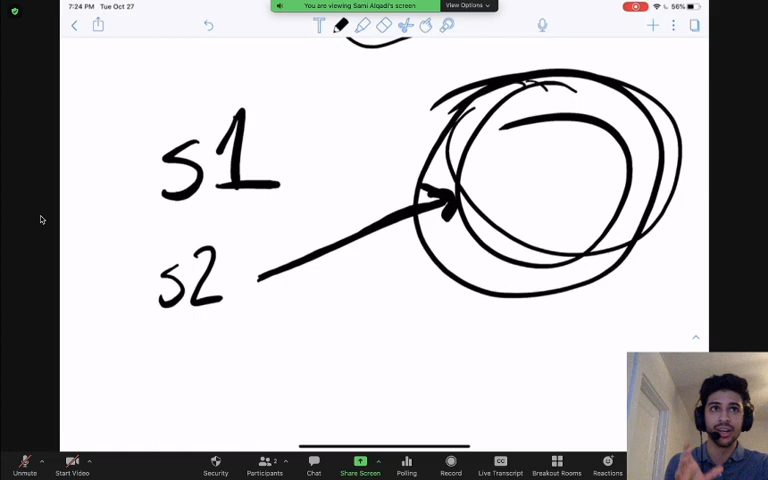 7:24 PM Tue Oct 27
You are viewing Sami Alqadi's screen
View Options
56%
T
s1
s2
Unmute
Start Video
Security
Participants
2
Chat
Share Screen
Polling
Record
CC
Live Transcript
Breakout Rooms
Reactions